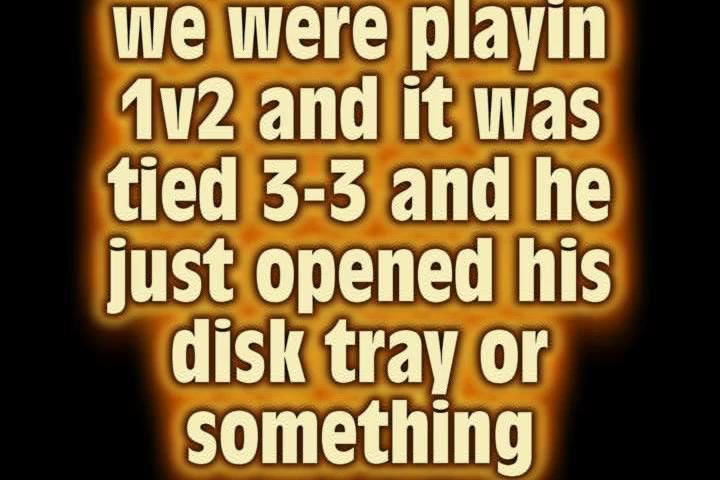 we were playin
1v2 and it was
tied 3-3 and he
just opened his
disk tray or
something